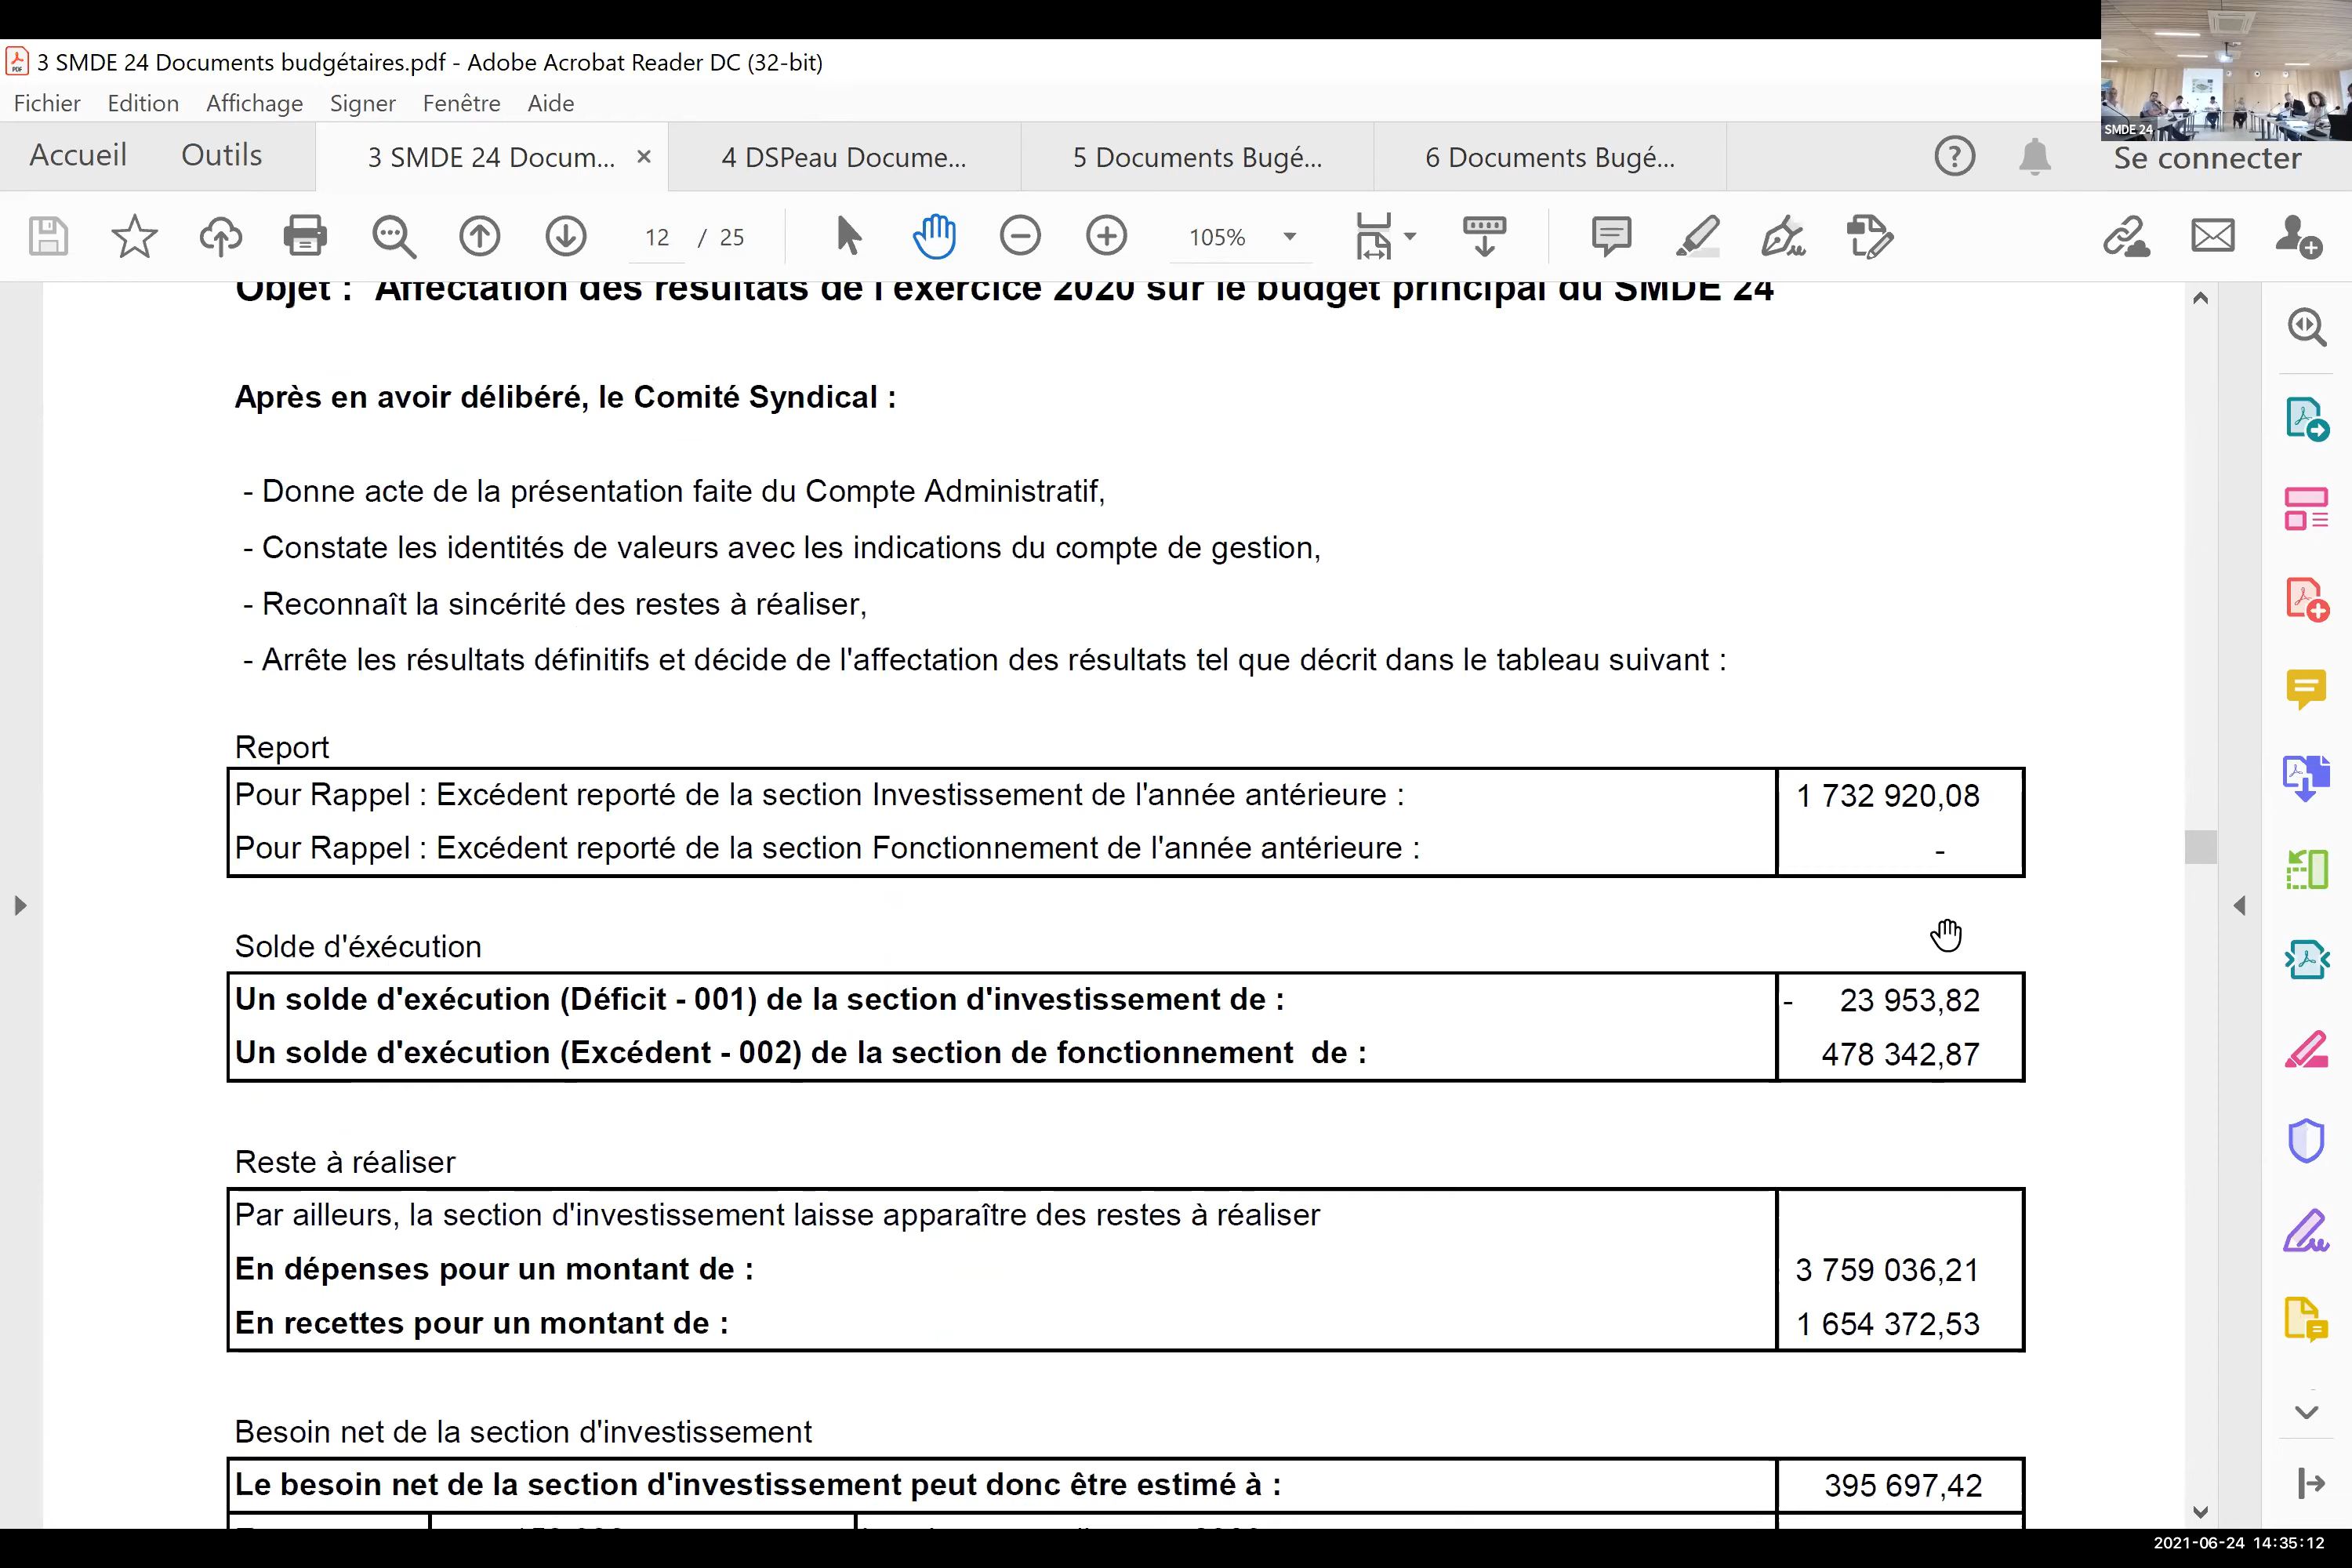 3 SMDE 24 Documents budgétaires.pdf - Adobe Acrobat Reader DC (32-bit)
SMDE 24
Fichier Edition Affichage Signer Fenêtre Aide
Accueil Outils 3 SMDE 24 Docum... × 4 DSPeau Docume... 5 Documents Bugé... 6 Documents Bugé... Se connecter
12 / 25 105%
Objet : Affectation des résultats de l'exercice 2020 sur le budget principal du SMDE 24
Après en avoir délibéré, le Comité Syndical :
- Donne acte de la présentation faite du Compte Administratif,
- Constate les identités de valeurs avec les indications du compte de gestion,
- Reconnaît la sincérité des restes à réaliser,
- Arrête les résultats définitifs et décide de l'affectation des résultats tel que décrit dans le tableau suivant :
Report
Pour Rappel : Excédent reporté de la section Investissement de l'année antérieure : 1 732 920,08
Pour Rappel : Excédent reporté de la section Fonctionnement de l'année antérieure : -
Solde d'éxécution
Un solde d'exécution (Déficit - 001) de la section d'investissement de : - 23 953,82
Un solde d'exécution (Excédent - 002) de la section de fonctionnement de : 478 342,87
Reste à réaliser
Par ailleurs, la section d'investissement laisse apparaître des restes à réaliser
En dépenses pour un montant de : 3 759 036,21
En recettes pour un montant de : 1 654 372,53
Besoin net de la section d'investissement
Le besoin net de la section d'investissement peut donc être estimé à : 395 697,42
2021-06-24 14:35:12